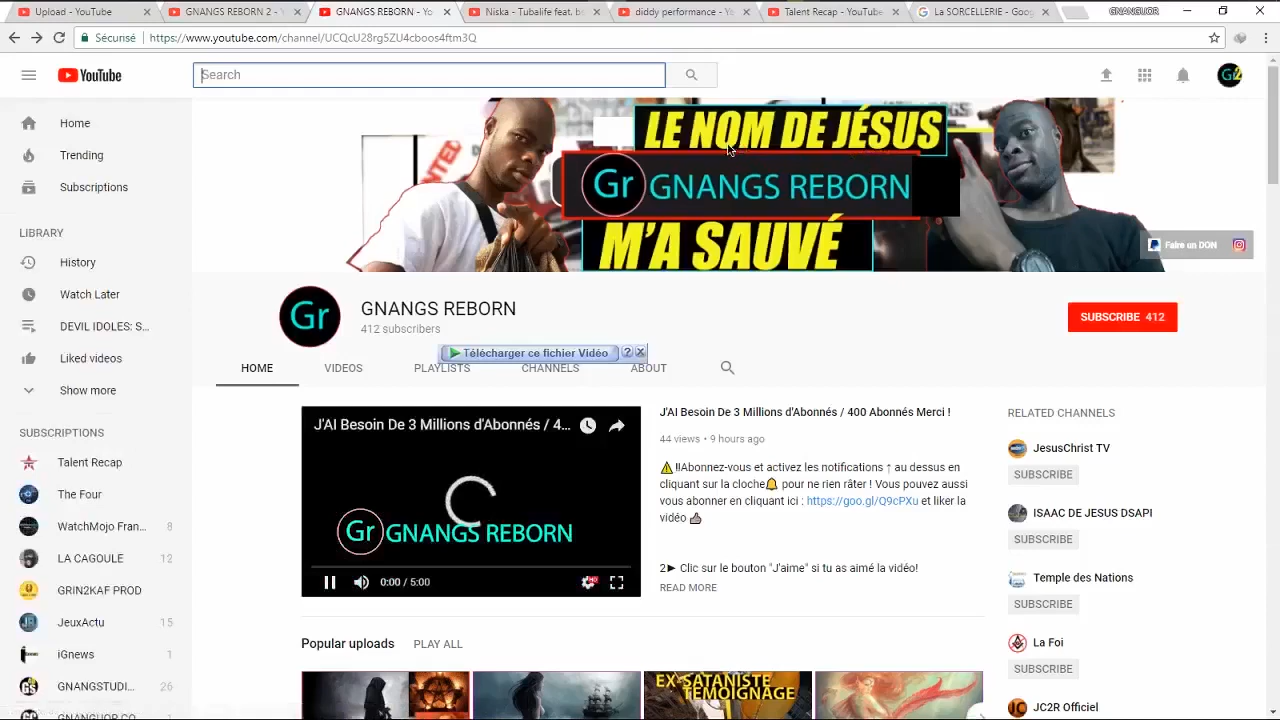 Upload - YouTube
GNANGS REBORN 2 -
GNANGS REBORN - Yo
Niska - Tubalife feat. b
diddy performance - Yo
Talent Recap - YouTube
La SORCELLERIE - Goog
GNANGUOR
Sécurisé
https://www.youtube.com/channel/UCQcU28rg5ZU4cboos4ftm3Q
YouTube
Search
Gr2
Home
Trending
Subscriptions
LIBRARY
History
Watch Later
DEVIL IDOLES: S...
Liked videos
Show more
SUBSCRIPTIONS
Talent Recap
The Four
WatchMojo Fran... 8
LA CAGOULE 12
GRIN2KAF PROD
JeuxActu 15
iGnews 1
GNANGSTUDI... 26
GNANGUOR CO
LE NOM DE JÉSUS
Gr GNANGS REBORN
M'A SAUVÉ
Faire un DON
Gr
GNANGS REBORN
412 subscribers
SUBSCRIBE 412
Télécharger ce fichier Vidéo ?
HOME VIDEOS PLAYLISTS CHANNELS ABOUT
J'AI Besoin De 3 Millions d'Abonnés / 4...
Gr GNANGS REBORN
0:00 / 5:00
HD
J'AI Besoin De 3 Millions d'Abonnés / 400 Abonnés Merci !
44 views • 9 hours ago
⚠‼Abonnez-vous et activez les notifications ↑ au dessus en
cliquant sur la cloche🔔 pour ne rien râter ! Vous pouvez aussi
vous abonner en cliquant ici : https://goo.gl/Q9cPXu et liker la
vidéo 👍
2► Clic sur le bouton "J'aime" si tu as aimé la vidéo!
READ MORE
Popular uploads PLAY ALL
EX-SATANISTE
TÉMOIGNAGE
RELATED CHANNELS
JesusChrist TV
SUBSCRIBE
ISAAC DE JESUS DSAPI
SUBSCRIBE
Temple des Nations
SUBSCRIBE
La Foi
SUBSCRIBE
JC2R Officiel